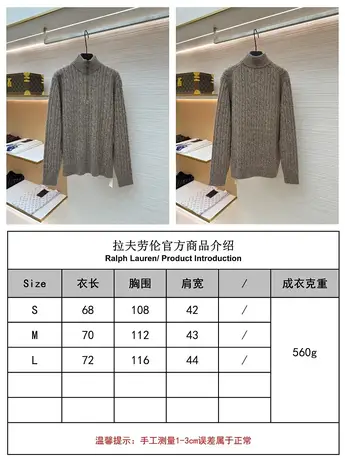 拉夫劳伦官方商品介绍
Ralph Lauren/ Product Introduction
Size 衣长 胸围 肩宽 / 成衣克重
S 68 108 42 /
M 70 112 43 /
L 72 116 44 /
560g
温馨提示: 手工测量1-3cm误差属于正常